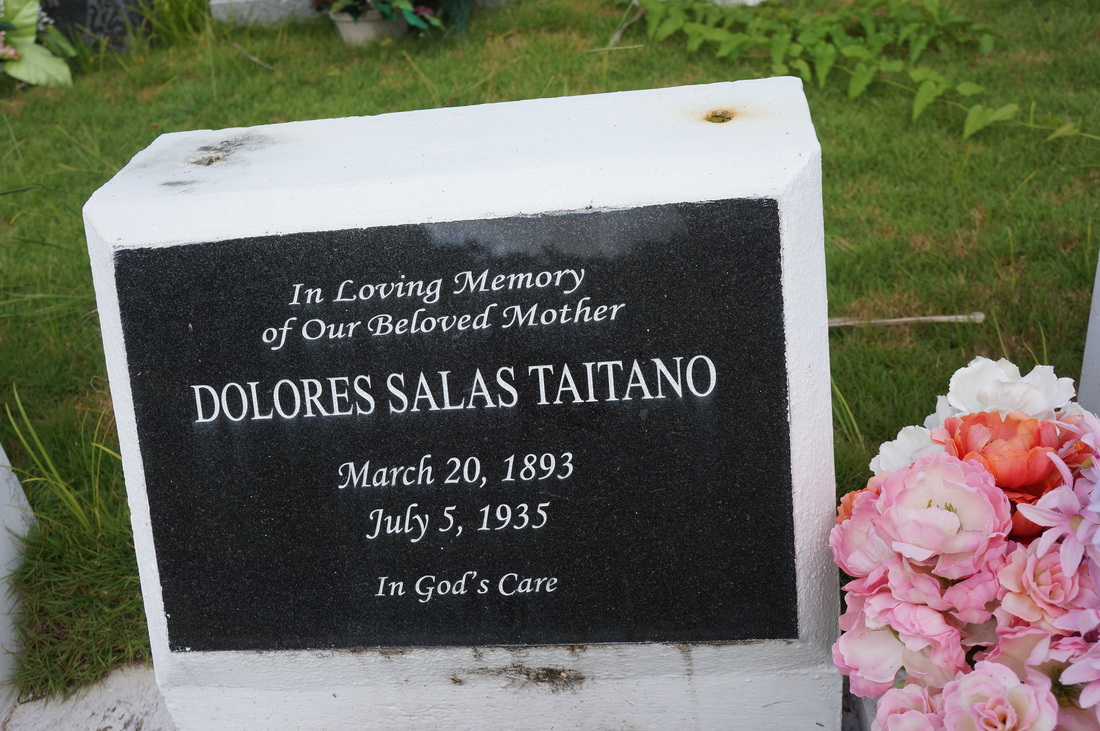 In Loving Memory
of Our Beloved Mother
DOLORES SALAS TAITANO
March 20, 1893
July 5, 1935
In God's Care